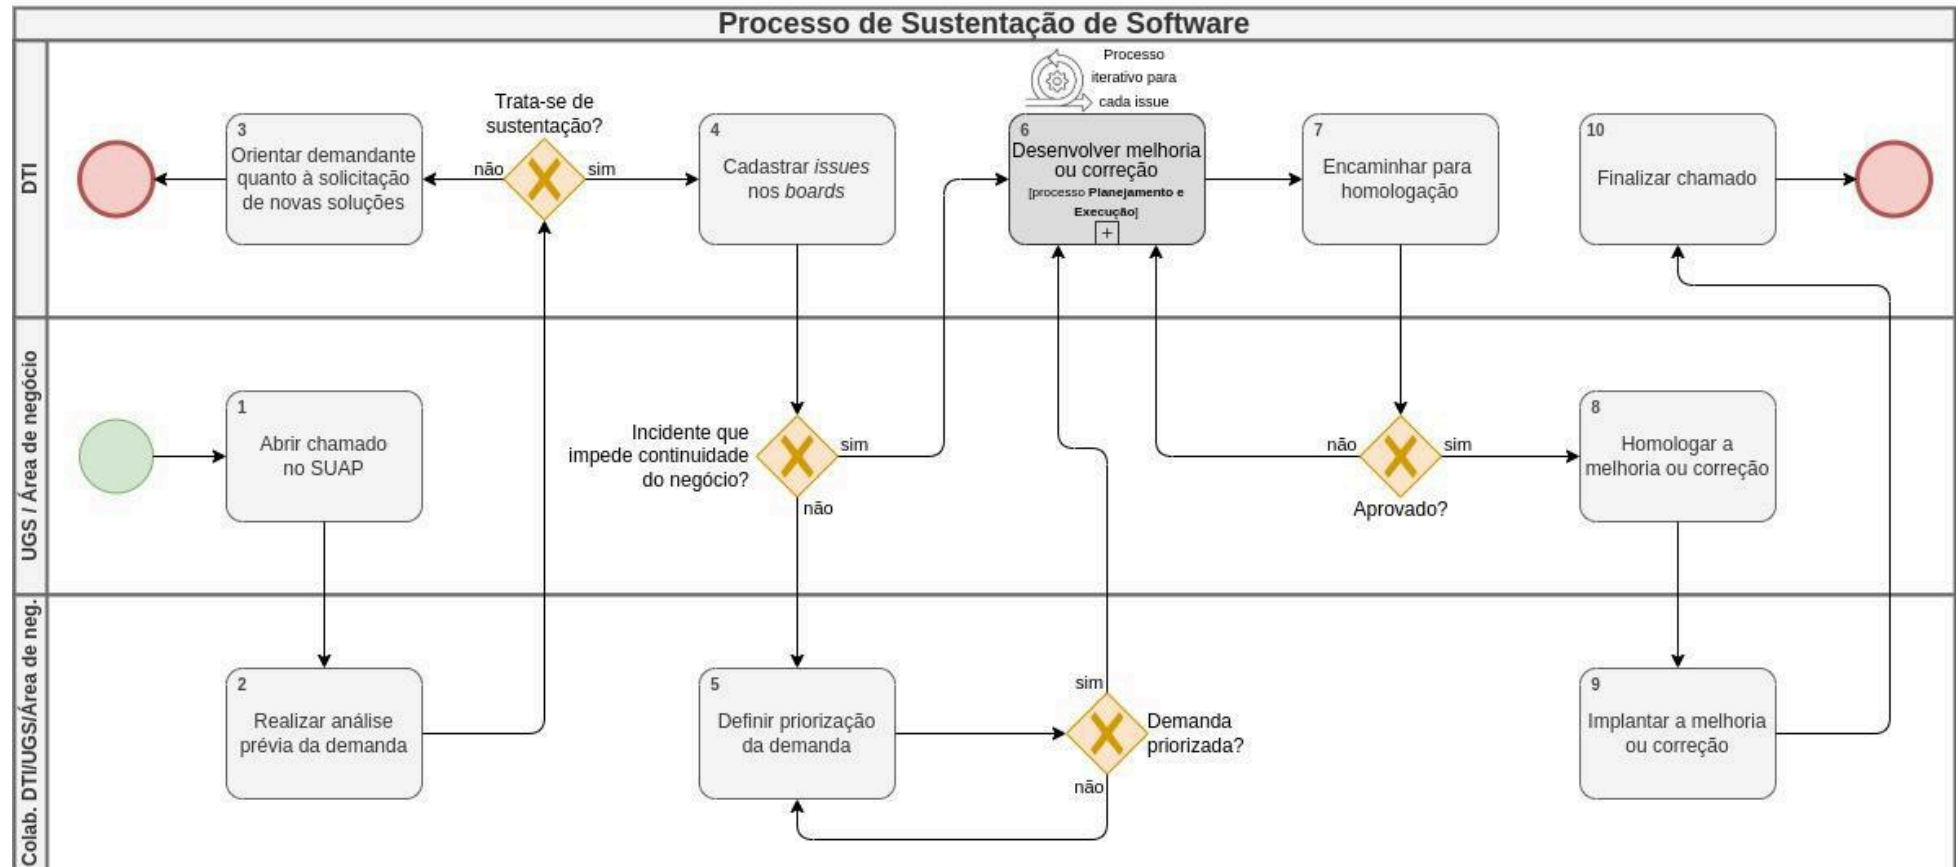 Processo de Sustentação de Software
DTI
3
Orientar demandante
quanto à solicitação
de novas soluções
Trata-se de
sustentação?
não
sim
4
Cadastrar issues
nos boards
Processo
iterativo para
cada issue
6
Desenvolver melhoria
ou correção
[processo Planejamento e
Execução]
+
7
Encaminhar para
homologação
10
Finalizar chamado
UGS / Área de negócio
1
Abrir chamado
no SUAP
Incidente que
impede continuidade
do negócio?
sim
não
não
sim
Aprovado?
8
Homologar a
melhoria ou correção
Colab. DTI/UGS/Área de neg.
2
Realizar análise
prévia da demanda
5
Definir priorização
da demanda
sim
Demanda
priorizada?
não
9
Implantar a melhoria
ou correção